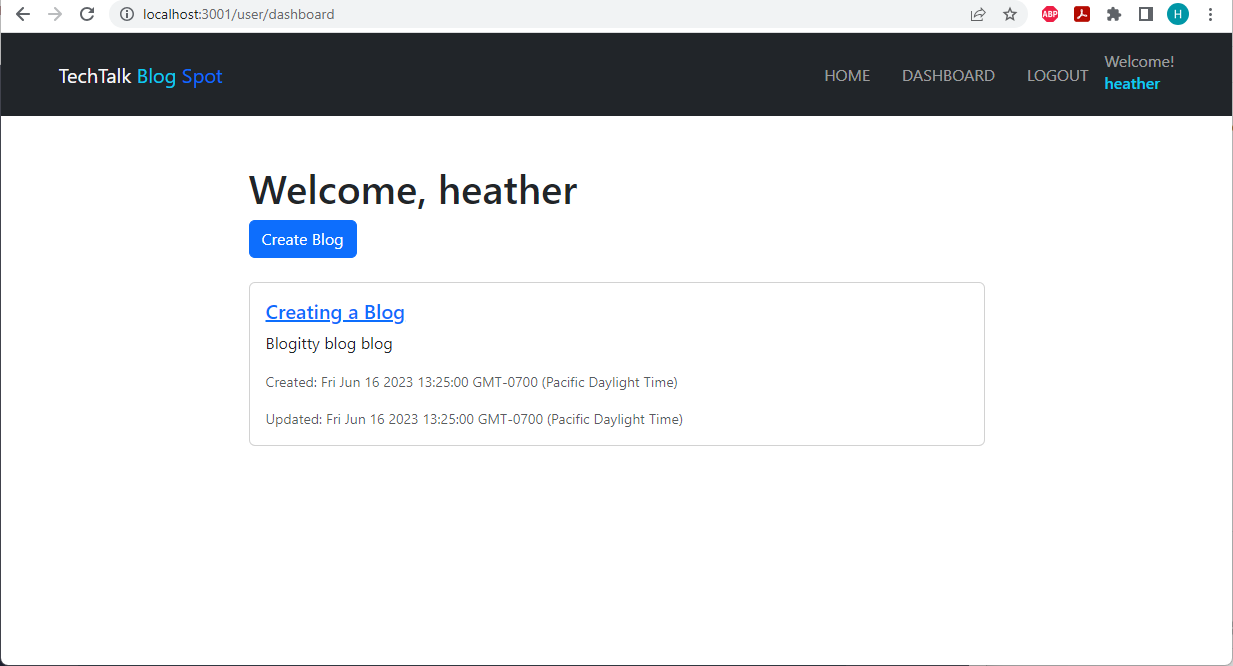 localhost:3001/user/dashboard
ABP
H
TechTalk Blog Spot
HOME DASHBOARD LOGOUT Welcome!
heather
Welcome, heather
Create Blog
Creating a Blog
Blogitty blog blog
Created: Fri Jun 16 2023 13:25:00 GMT-0700 (Pacific Daylight Time)
Updated: Fri Jun 16 2023 13:25:00 GMT-0700 (Pacific Daylight Time)